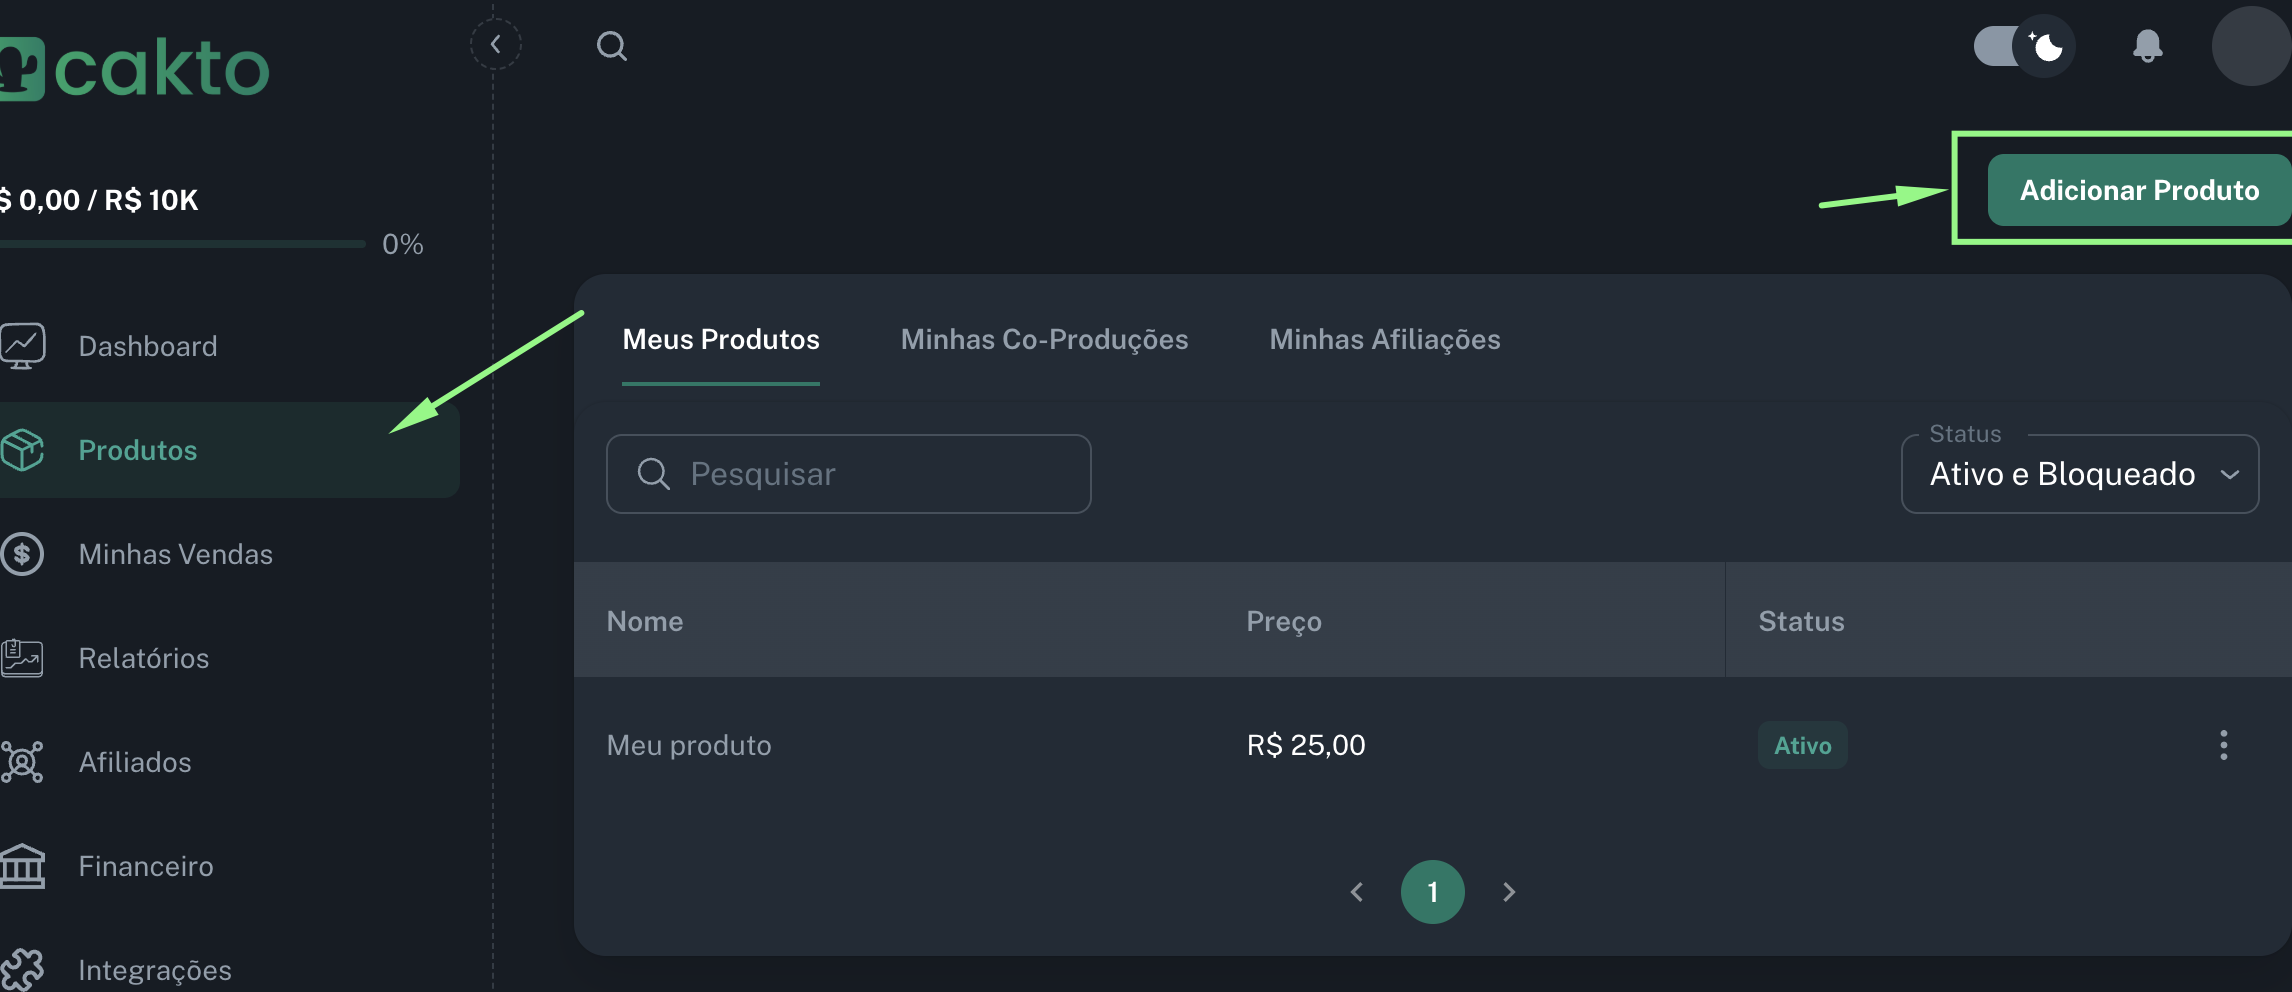 cakto
$ 0,00 / R$ 10K
0%
Dashboard
Produtos
Minhas Vendas
Relatórios
Afiliados
Financeiro
Integrações
Adicionar Produto
Meus Produtos
Minhas Co-Produções
Minhas Afiliações
Pesquisar
Status
Ativo e Bloqueado
Nome
Preço
Status
Meu produto
R$ 25,00
Ativo
1